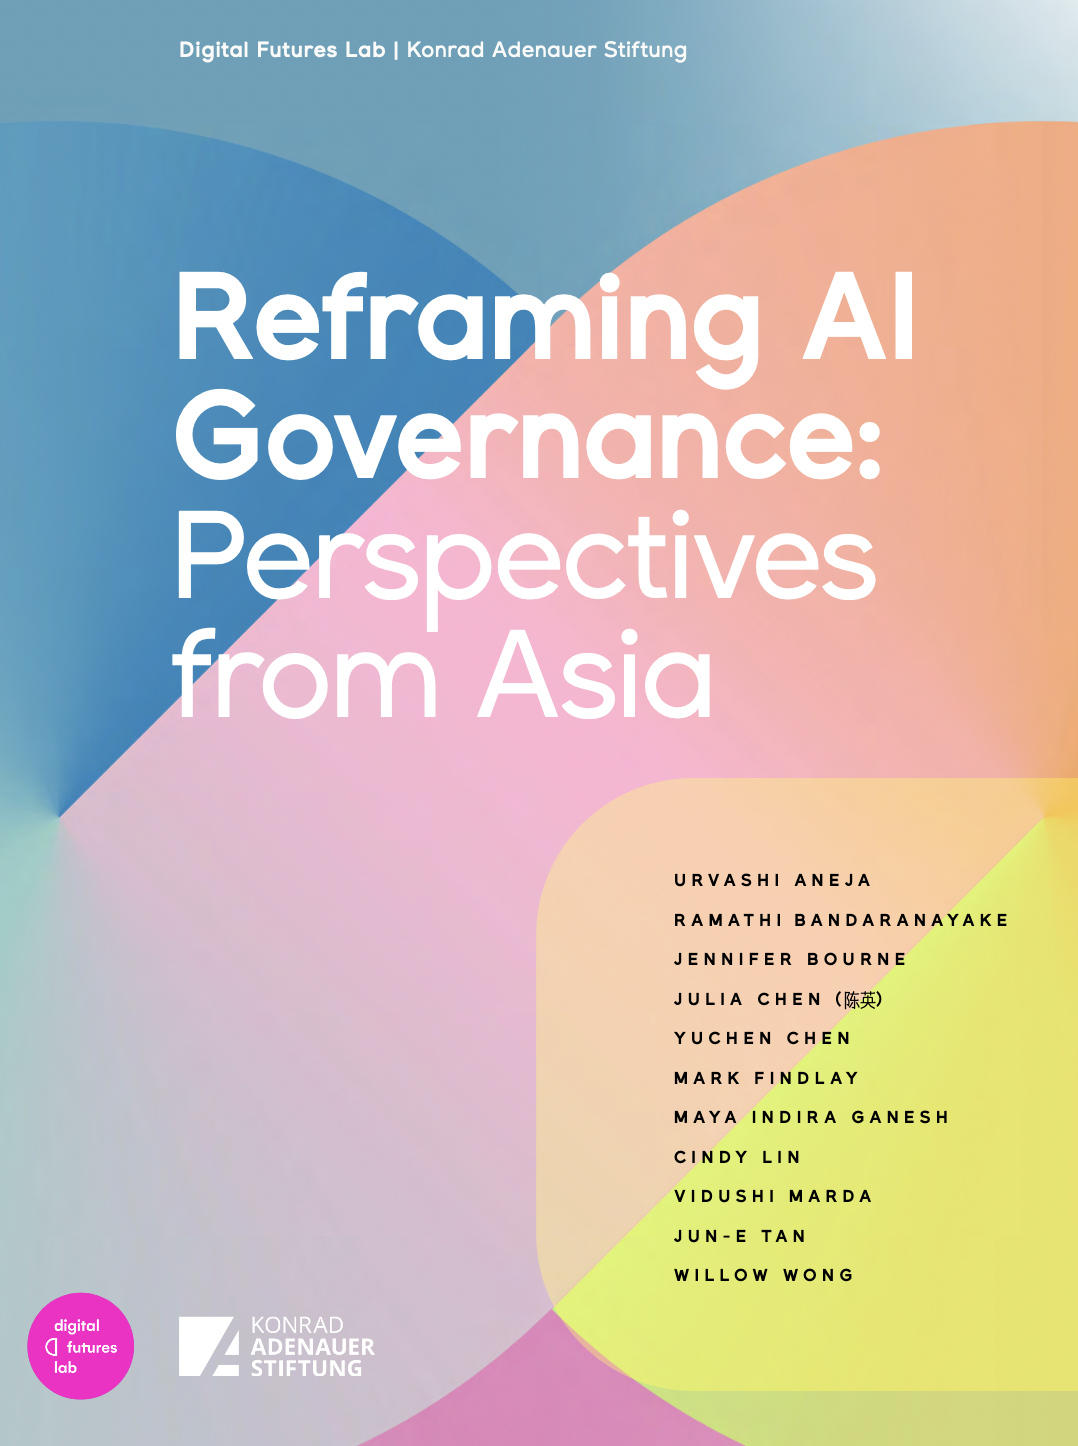 Digital Futures Lab | Konrad Adenauer Stiftung
Reframing AI
Governance:
Perspectives
from Asia
URVASHI ANEJA
RAMATHI BANDARANAYAKE
JENNIFER BOURNE
JULIA CHEN (陈英)
YUCHEN CHEN
MARK FINDLAY
MAYA INDIRA GANESH
CINDY LIN
VIDUSHI MARDA
JUN-E TAN
WILLOW WONG
digital
futures
lab
KONRAD
ADENAUER
STIFTUNG